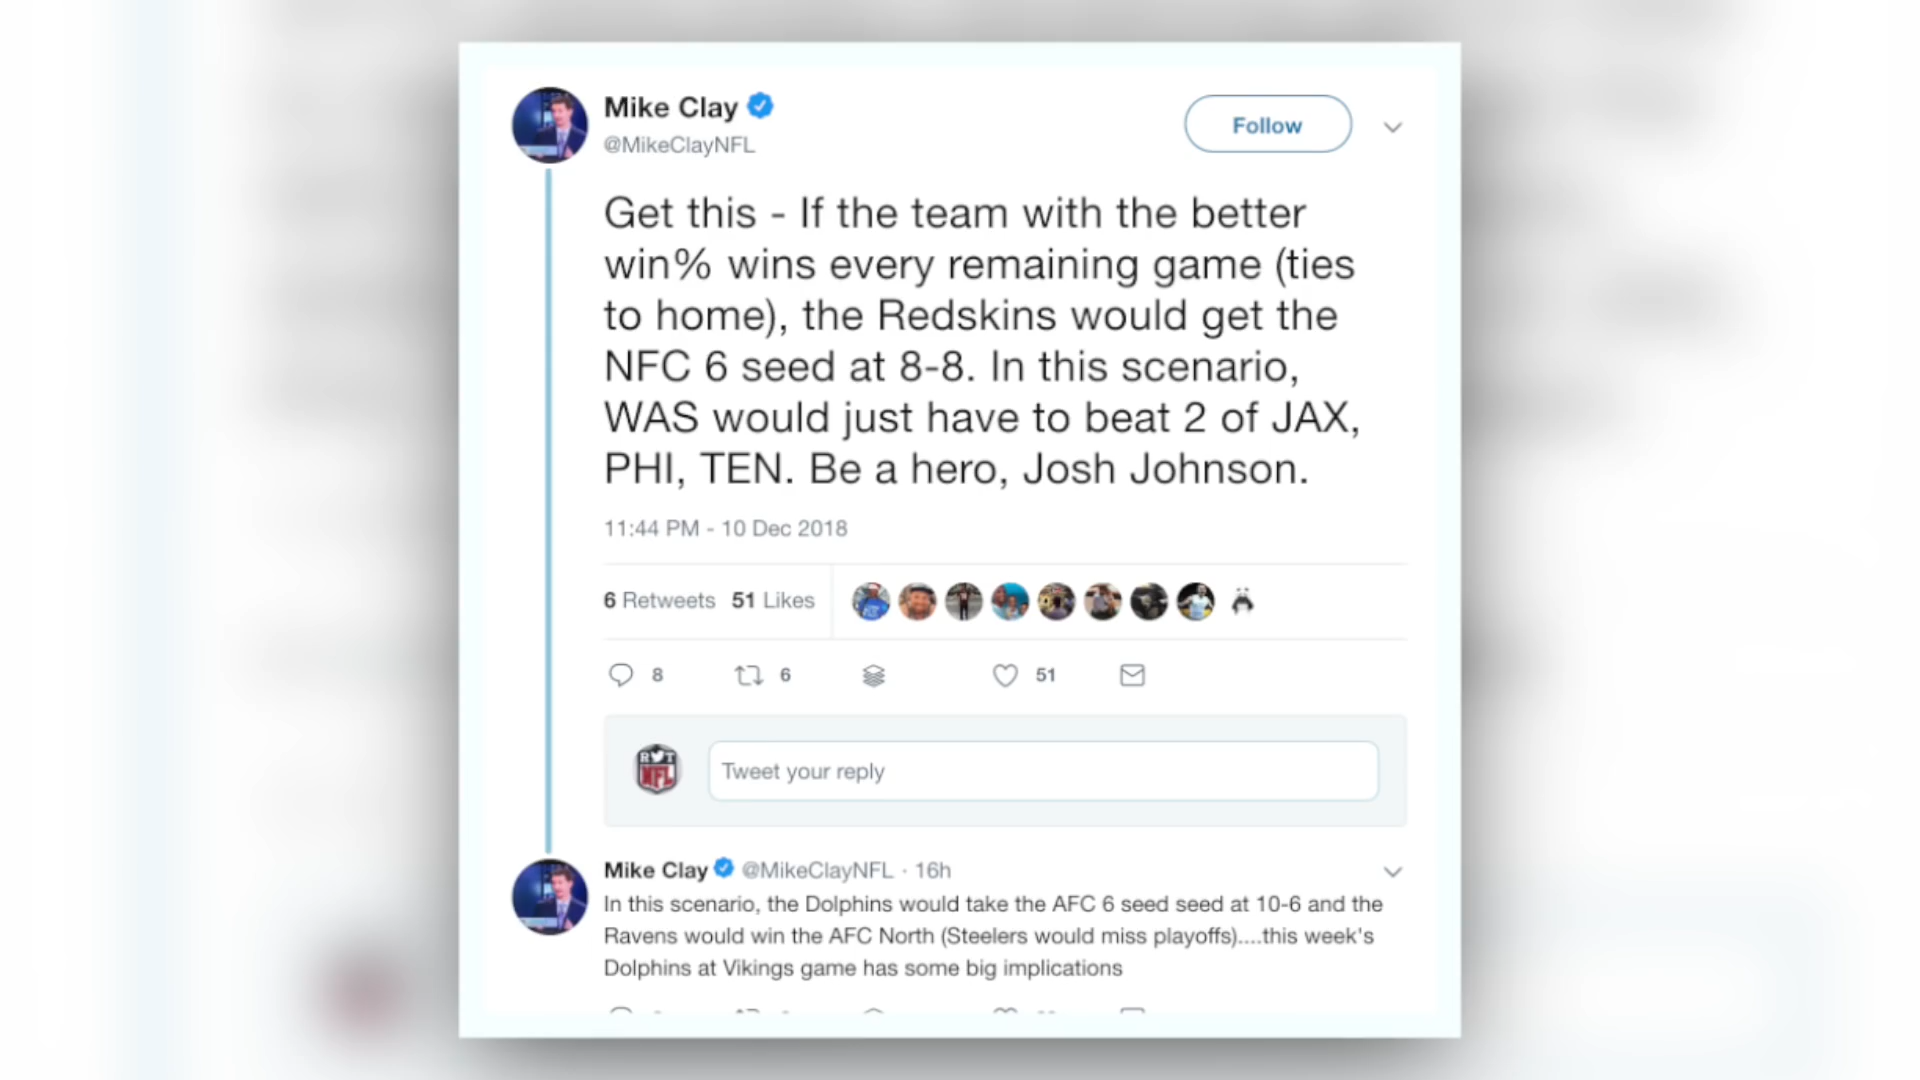 Mike Clay
@MikeClayNFL
Follow
Get this - If the team with the better
win% wins every remaining game (ties
to home), the Redskins would get the
NFC 6 seed at 8-8. In this scenario,
WAS would just have to beat 2 of JAX,
PHI, TEN. Be a hero, Josh Johnson.
11:44 PM - 10 Dec 2018
6 Retweets 51 Likes
8 6 51
R T
NFL
Tweet your reply
Mike Clay @MikeClayNFL · 16h
In this scenario, the Dolphins would take the AFC 6 seed seed at 10-6 and the
Ravens would win the AFC North (Steelers would miss playoffs)....this week's
Dolphins at Vikings game has some big implications